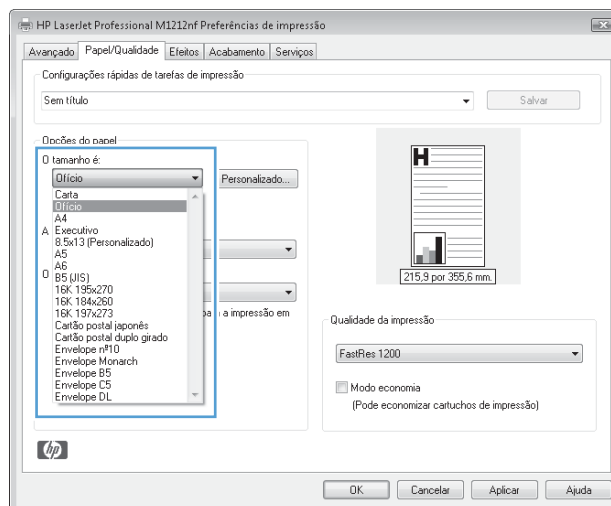 HP LaserJet Professional M1212nf Preferências de impressão
Avançado Papel/Qualidade Efeitos Acabamento Serviços
Configurações rápidas de tarefas de impressão
Sem título
Salvar
Opções do papel
O tamanho é:
Ofício
Personalizado...
Carta
Ofício
A4
Executivo
8.5x13 (Personalizado)
A5
A6
B5 (JIS)
16K 195x270
16K 184x260
16K 197x273
Cartão postal japonês
Cartão postal duplo girado
Envelope nº10
Envelope Monarch
Envelope B5
Envelope C5
Envelope DL
A
O
a impressão em
H
215,9 por 355,6 mm.
Qualidade da impressão
FastRes 1200
Modo economia
(Pode economizar cartuchos de impressão)
hp
OK Cancelar Aplicar Ajuda